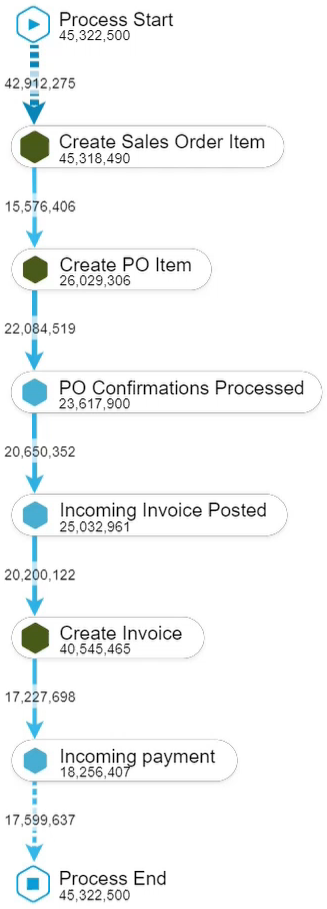 Process Start
45,322,500
42,912,275
Create Sales Order Item
45,318,490
15,576,406
Create PO Item
26,029,306
22,084,519
PO Confirmations Processed
23,617,900
20,650,352
Incoming Invoice Posted
25,032,961
20,200,122
Create Invoice
40,545,465
17,227,698
Incoming payment
18,256,407
17,599,637
Process End
45,322,500